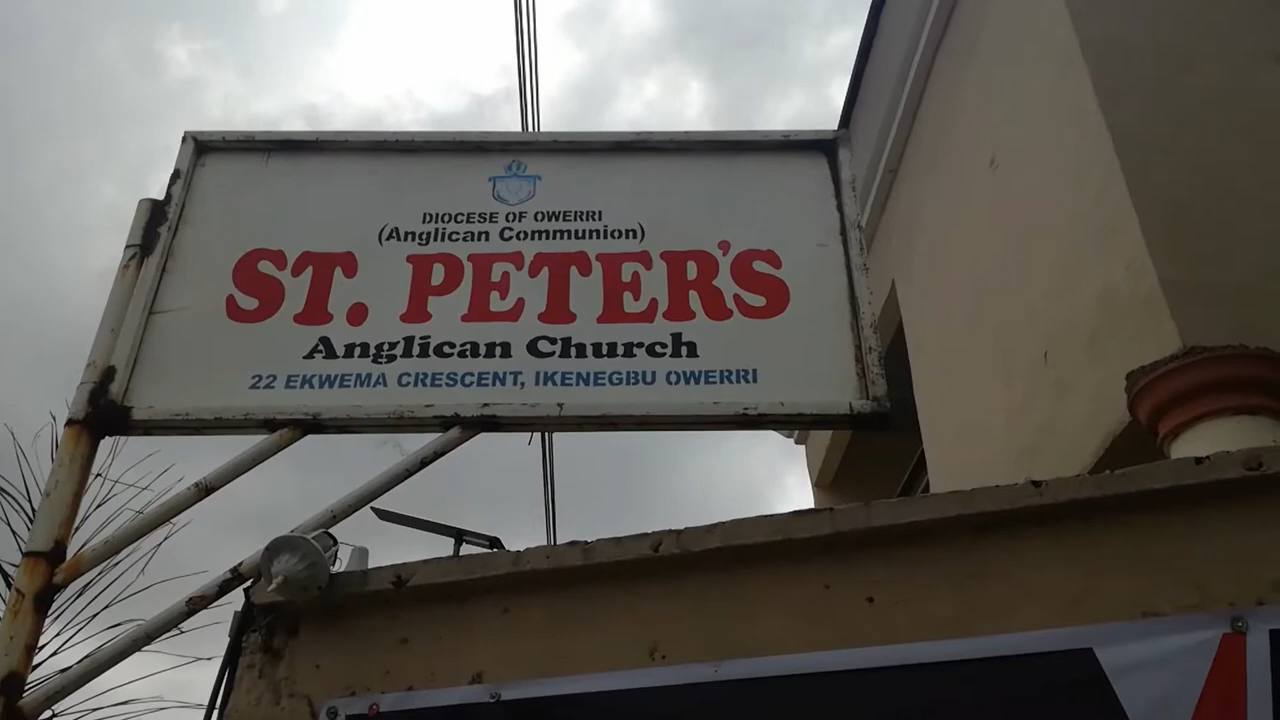 DIOCESE OF OWERRI
(Anglican Communion)
ST. PETER'S
Anglican Church
22 EKWEMA CRESCENT, IKENEGBU OWERRI